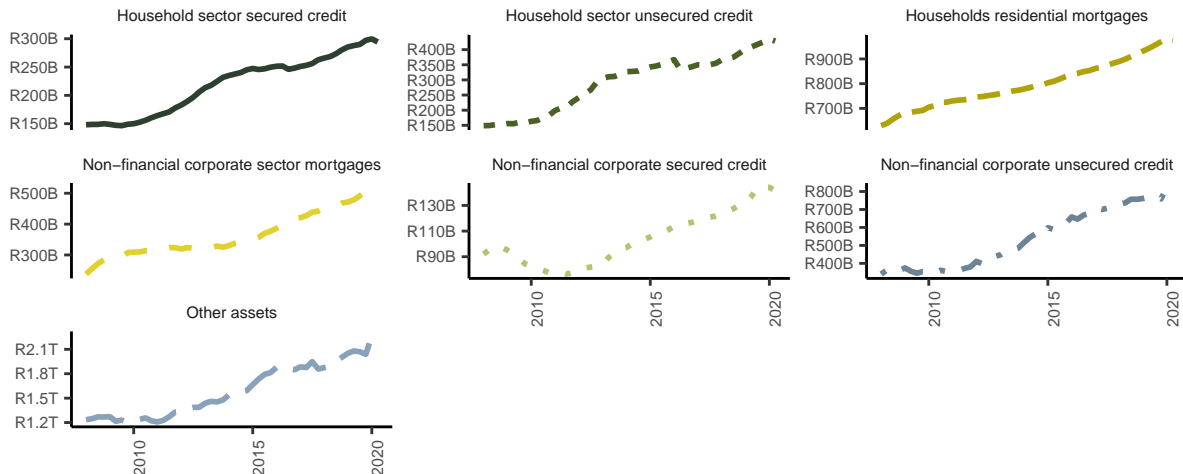 Household sector secured credit
R300B
R250B
R200B
R150B
Household sector unsecured credit
R400B
R350B
R300B
R250B
R200B
R150B
Households residential mortgages
R900B
R800B
R700B
Non−financial corporate sector mortgages
R500B
R400B
R300B
Non−financial corporate secured credit
R130B
R110B
R90B
2010
2015
2020
Non−financial corporate unsecured credit
R800B
R700B
R600B
R500B
R400B
2010
2015
2020
Other assets
R2.1T
R1.8T
R1.5T
R1.2T
2010
2015
2020